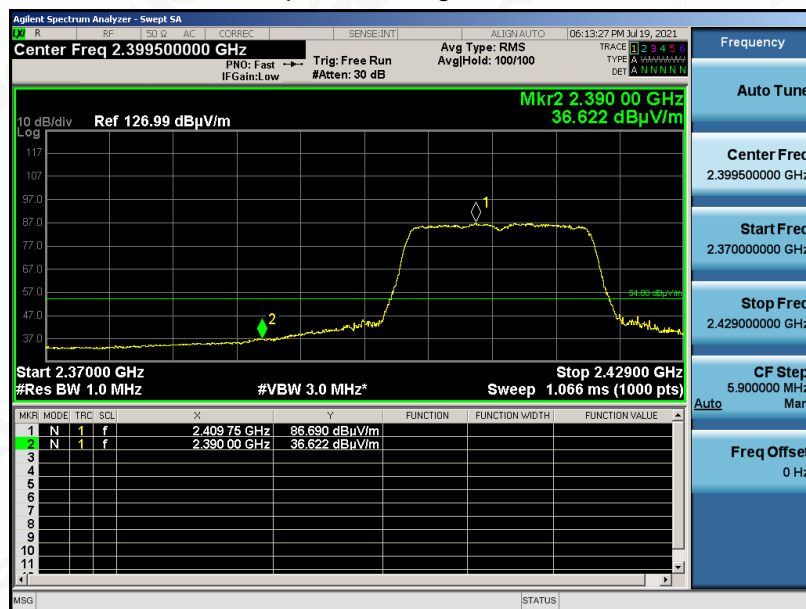 Agilent Spectrum Analyzer - Swept SA
LXI R RF 50 Ω AC CORREC SENSE:INT ALIGN AUTO 06:13:27 PM Jul 19, 2021
Center Freq 2.399500000 GHz
PNO: Fast
IFGain:Low
Trig: Free Run
#Atten: 30 dB
Avg Type: RMS
Avg|Hold: 100/100
TRACE 1 2 3 4 5 6
TYPE A WWWWW
DET A N N N N N
Mkr2 2.390 00 GHz
36.622 dBµV/m
10 dB/div Ref 126.99 dBµV/m
Log
117
107
97.0
87.0
77.0
67.0
57.0
47.0
37.0
1
2
54.00 dBµV/m
Start 2.37000 GHz Stop 2.42900 GHz
#Res BW 1.0 MHz #VBW 3.0 MHz* Sweep 1.066 ms (1000 pts)
MKR MODE TRC SCL X Y FUNCTION FUNCTION WIDTH FUNCTION VALUE
1 N 1 f 2.409 75 GHz 86.690 dBµV/m
2 N 1 f 2.390 00 GHz 36.622 dBµV/m
3
4
5
6
7
8
9
10
11
MSG STATUS
Frequency
Auto Tune
Center Freq
2.399500000 GHz
Start Freq
2.370000000 GHz
Stop Freq
2.429000000 GHz
CF Step
5.900000 MHz
Auto Man
Freq Offset
0 Hz